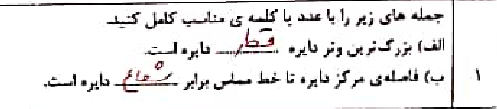 جمله های زیر را با عدد یا کلمه ی مناسب کامل کنید.
الف) بزرگ‌ترین وتر دایره قطر دایره است.
ب) فاصله‌ی مرکز دایره تا خط مماس برابر شعاع دایره است.
۱